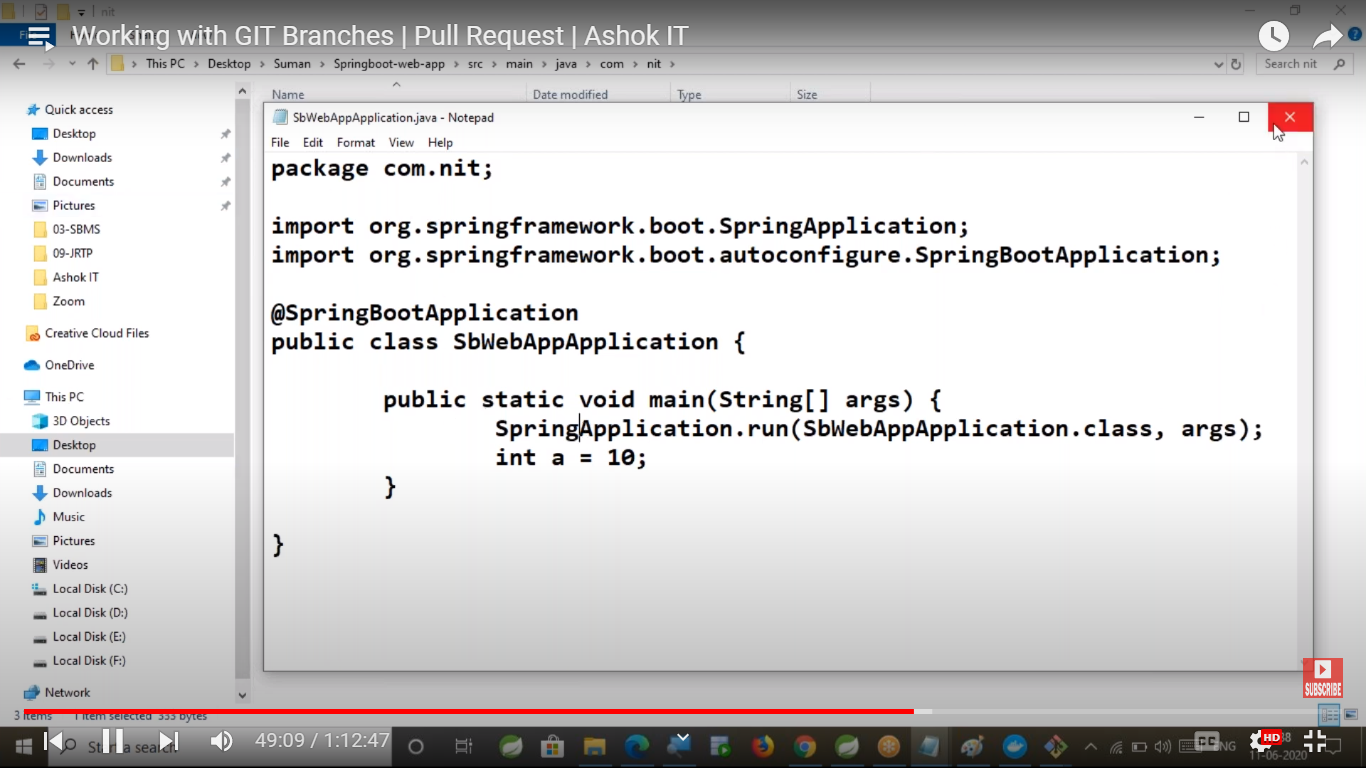 nit
Working with GIT Branches | Pull Request | Ashok IT
This PC > Desktop > Suman > Springboot-web-app > src > main > java > com > nit >
Search nit
Name Date modified Type Size
Quick access
Desktop
Downloads
Documents
Pictures
03-SBMS
09-JRTP
Ashok IT
Zoom
Creative Cloud Files
OneDrive
This PC
3D Objects
Desktop
Documents
Downloads
Music
Pictures
Videos
Local Disk (C:)
Local Disk (D:)
Local Disk (E:)
Local Disk (F:)
Network
SbWebAppApplication.java - Notepad
File Edit Format View Help
package com.nit;
import org.springframework.boot.SpringApplication;
import org.springframework.boot.autoconfigure.SpringBootApplication;
@SpringBootApplication
public class SbWebAppApplication {
public static void main(String[] args) {
SpringApplication.run(SbWebAppApplication.class, args);
int a = 10;
}
}
SUBSCRIBE
3 items 1 item selected 333 bytes
49:09 / 1:12:47
CC
ENG
HD
11-06-2020